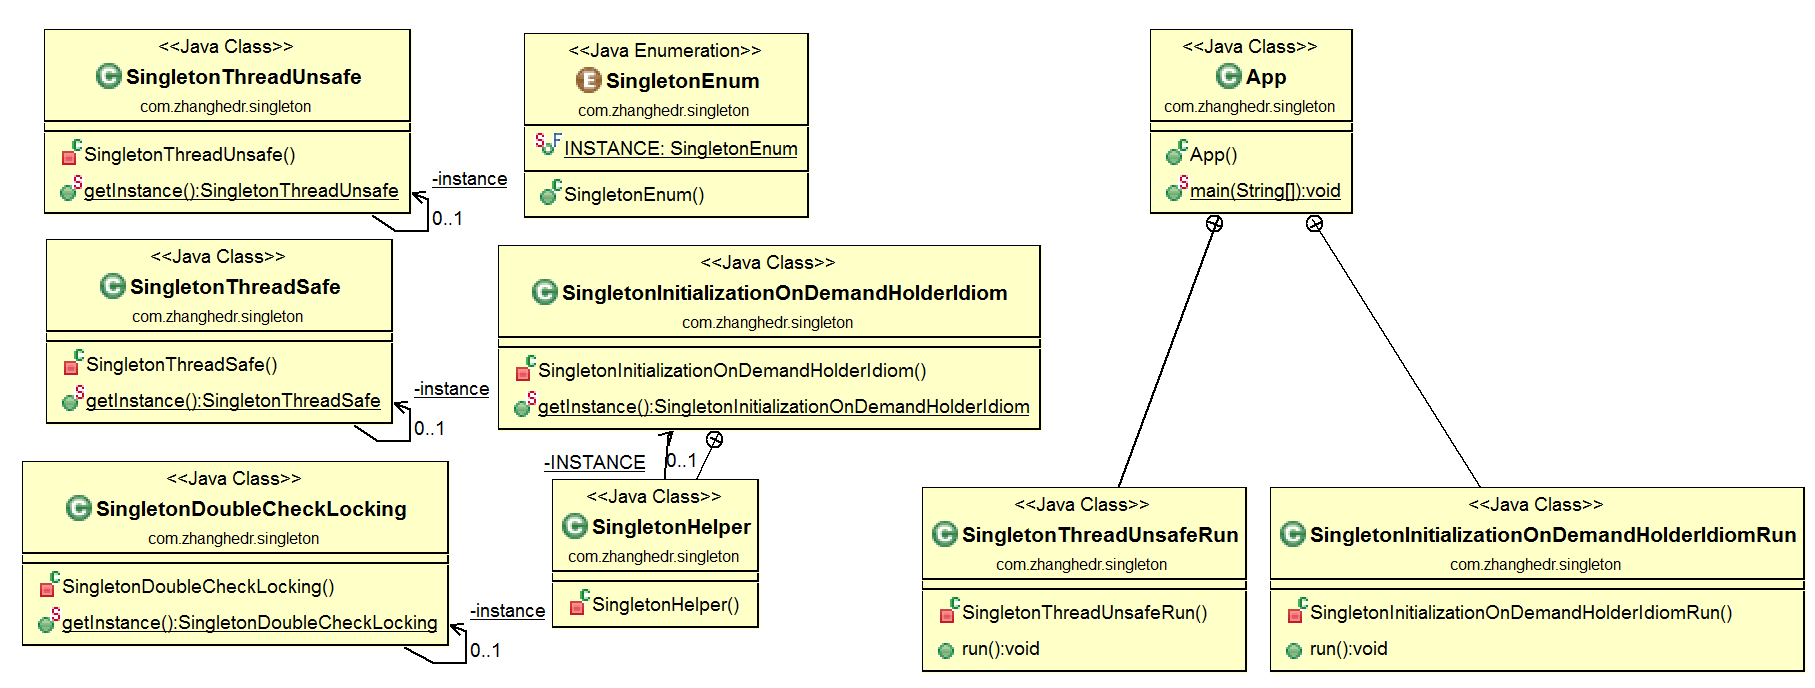 <<Java Class>>
SingletonThreadUnsafe
com.zhanghedr.singleton
SingletonThreadUnsafe()
getInstance():SingletonThreadUnsafe
-instance
0..1
<<Java Enumeration>>
SingletonEnum
com.zhanghedr.singleton
INSTANCE: SingletonEnum
SingletonEnum()
<<Java Class>>
App
com.zhanghedr.singleton
App()
main(String[]):void
<<Java Class>>
SingletonThreadSafe
com.zhanghedr.singleton
SingletonThreadSafe()
getInstance():SingletonThreadSafe
-instance
0..1
<<Java Class>>
SingletonInitializationOnDemandHolderIdiom
com.zhanghedr.singleton
SingletonInitializationOnDemandHolderIdiom()
getInstance():SingletonInitializationOnDemandHolderIdiom
-INSTANCE
0..1
<<Java Class>>
SingletonDoubleCheckLocking
com.zhanghedr.singleton
SingletonDoubleCheckLocking()
getInstance():SingletonDoubleCheckLocking
-instance
0..1
<<Java Class>>
SingletonHelper
com.zhanghedr.singleton
SingletonHelper()
<<Java Class>>
SingletonThreadUnsafeRun
com.zhanghedr.singleton
SingletonThreadUnsafeRun()
run():void
<<Java Class>>
SingletonInitializationOnDemandHolderIdiomRun
com.zhanghedr.singleton
SingletonInitializationOnDemandHolderIdiomRun()
run():void